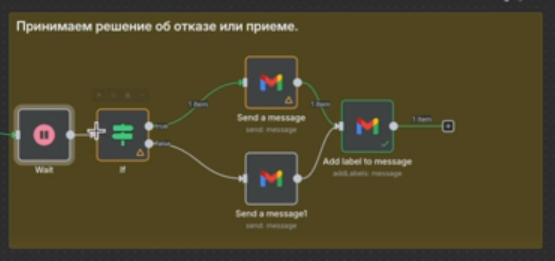 Принимаем решение об отказе или приеме.
1 item
Send a message
send: message
true
false
1 item
1 item
Wait
If
Add label to message
addLabels: message
Send a message1
send: message